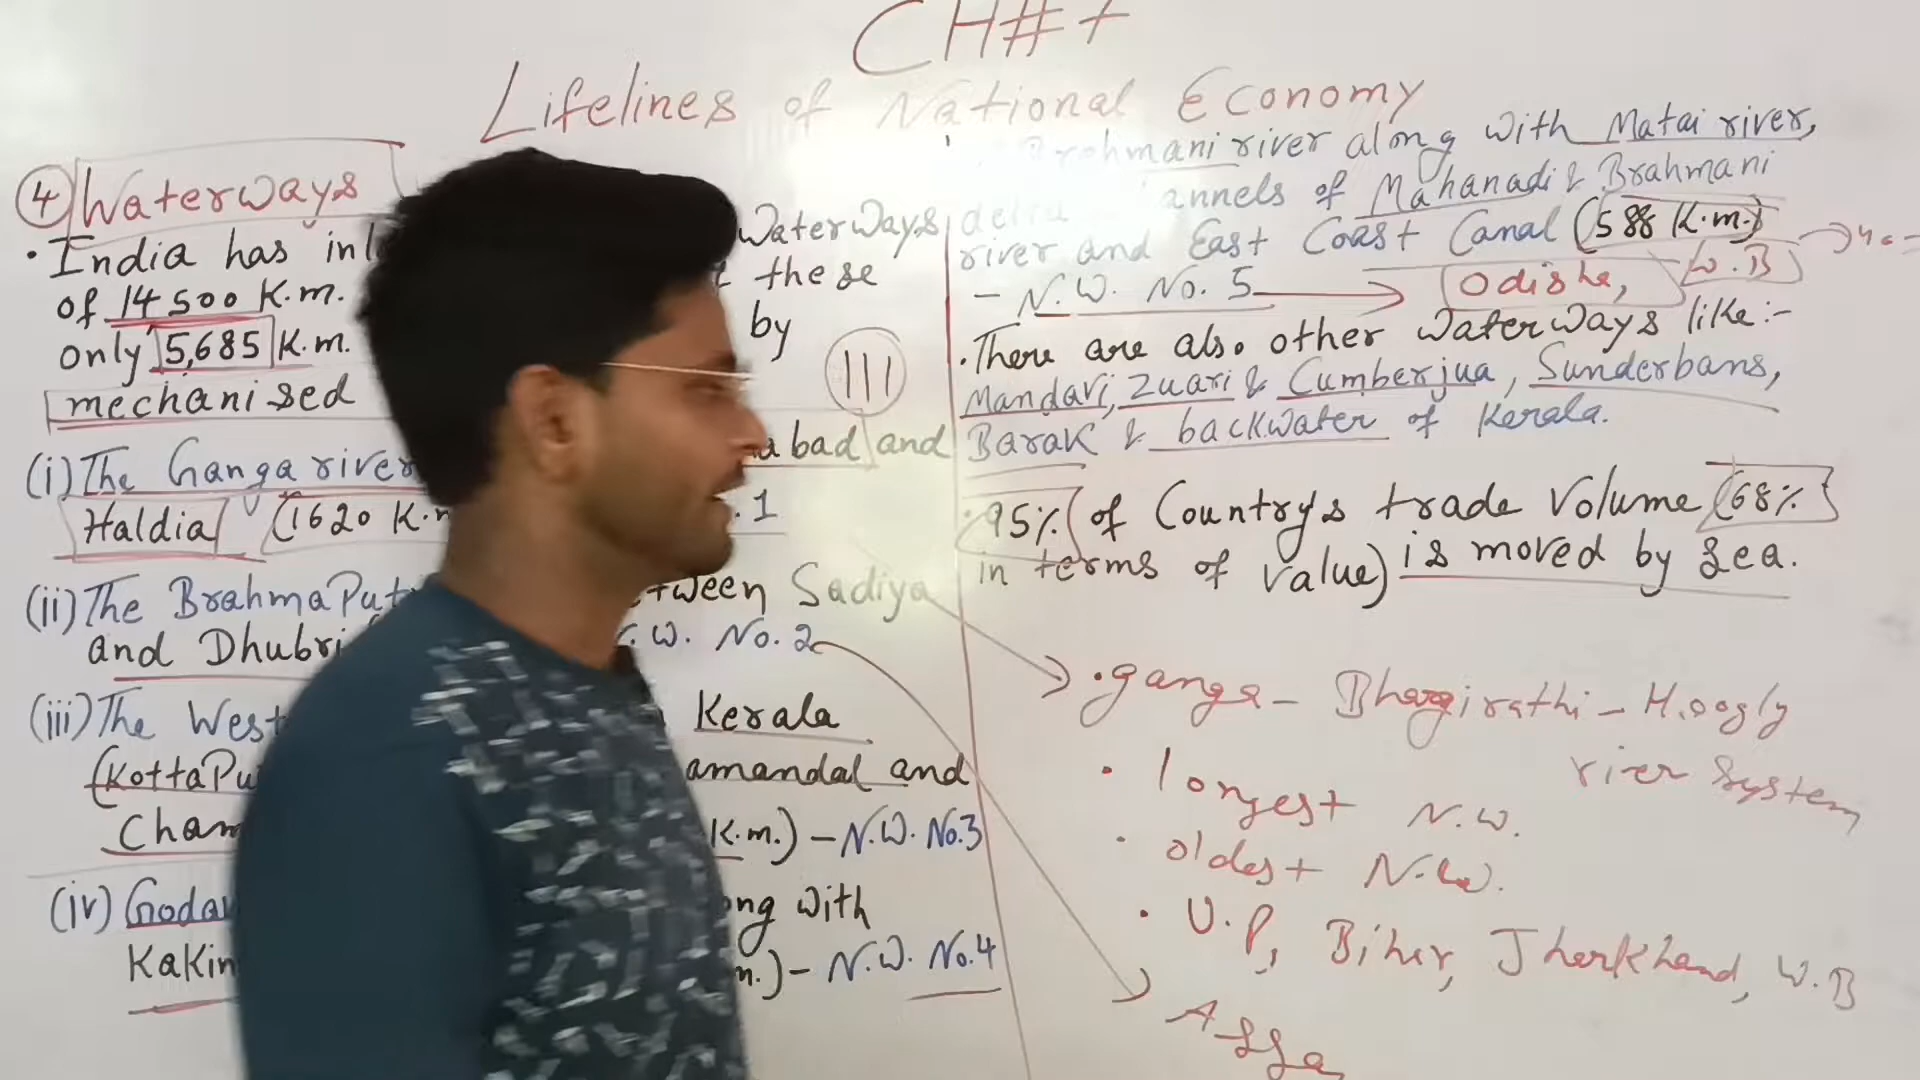 CH#7
Lifelines of National Economy
④ Waterways
• India has inl
of 14500 K.m.
only 5,685 K.m.
mechanised
(i) The Ganga river
Haldia (1620 K.m
(ii) The BrahmaPut
and Dhubri
(iii) The West
(KottaPu
Cham
(iv) Godav
KaKin
WaterWays
these
by
III
abad and
. 1
tween Sadiya
.W. No. 2
Kerala
amandal and
K.m.) – N.W. No.3
ong with
m.) – N.W. No.4
Brahmani river along with Matai river,
delta annels of Mahanadi & Brahmani
river and East Coast Canal (588 K.m.)
– N.W. No. 5 → Odisha, W.B
• There are also other WaterWays like:-
Mandavi, Zuari & Cumberjua, Sunderbans,
Barak & backwater of Kerala.
• 95% of Country's trade Volume (68%
in terms of value) is moved by Sea.
• ganga – Bhagirathi – Hoogly
river System
• longest N.W.
• oldest N.W.
• U.P, Bihar, Jharkhand, W.B
Assa